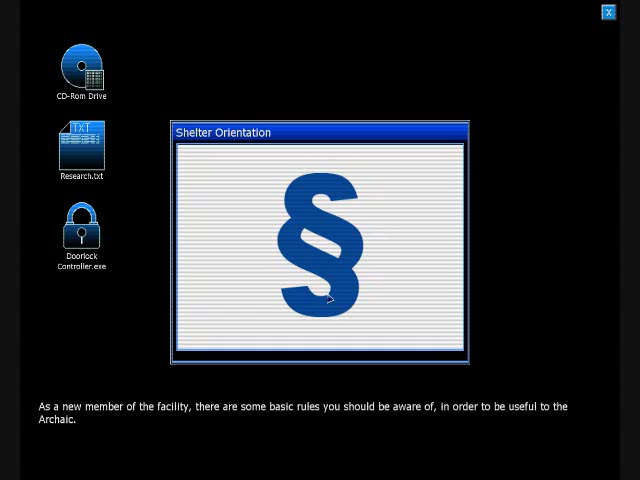 X
CD-Rom Drive
TXT
Research.txt
Doorlock
Controller.exe
Shelter Orientation
§
As a new member of the facility, there are some basic rules you should be aware of, in order to be useful to the
Archaic.